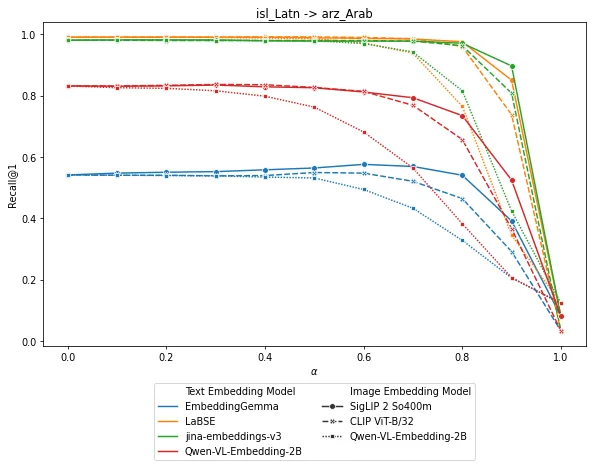 isl_Latn -> arz_Arab
Recall@1
1.0
0.8
0.6
0.4
0.2
0.0
0.0 0.2 0.4 0.6 0.8 1.0
α
Text Embedding Model Image Embedding Model
EmbeddingGemma SigLIP 2 So400m
LaBSE CLIP ViT-B/32
jina-embeddings-v3 Qwen-VL-Embedding-2B
Qwen-VL-Embedding-2B